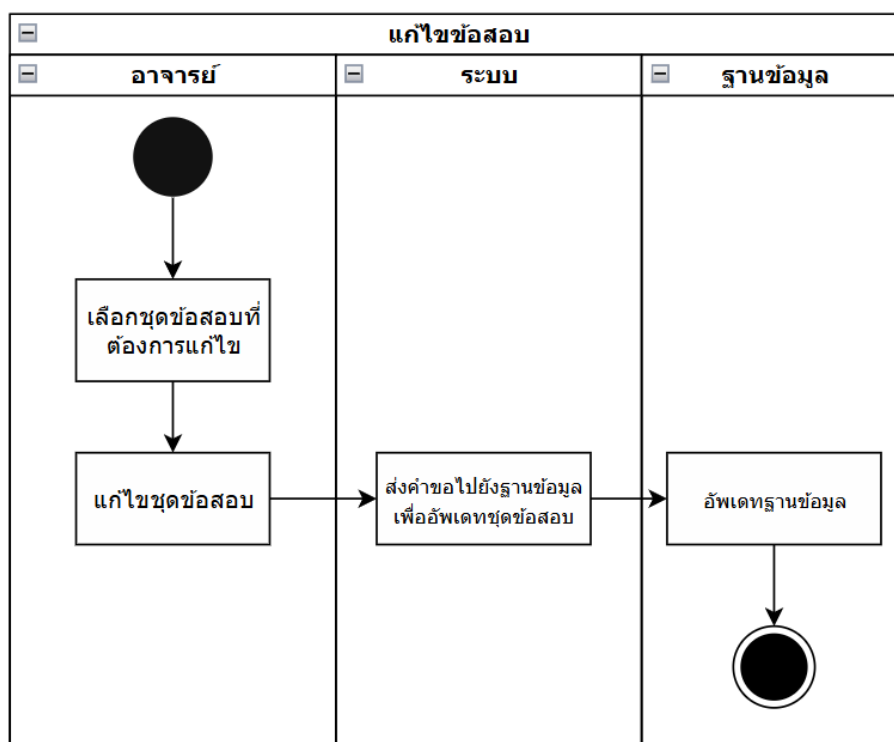 แก้ไขข้อสอบ
อาจารย์
ระบบ
ฐานข้อมูล
เลือกชุดข้อสอบที่
ต้องการแก้ไข
แก้ไขชุดข้อสอบ
ส่งคำขอไปยังฐานข้อมูล
เพื่ออัพเดทชุดข้อสอบ
อัพเดทฐานข้อมูล